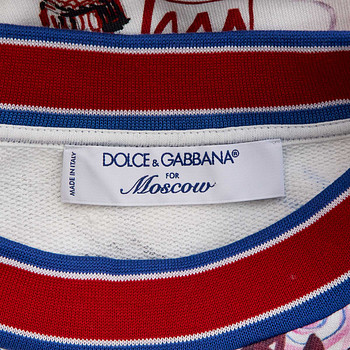 DOLCE & GABBANA®
FOR
Moscow
MADE IN ITALY